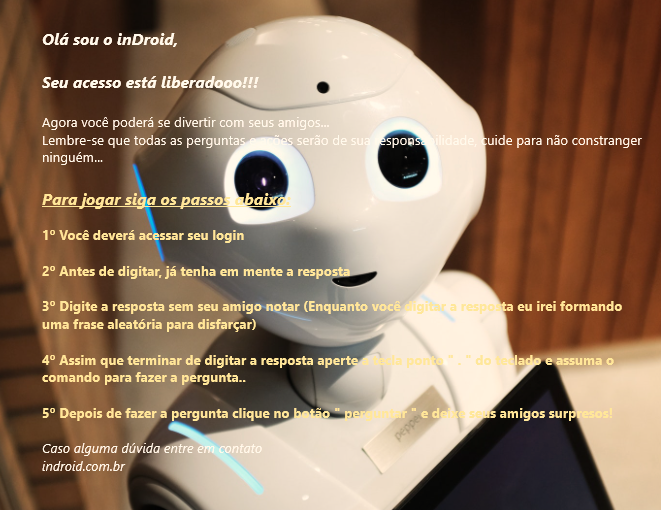 Olá sou o inDroid,
Seu acesso está liberadooo!!!
Agora você poderá se divertir com seus amigos...
Lembre-se que todas as perguntas e ações serão de sua responsabilidade, cuide para não constranger
ninguém...
Para jogar siga os passos abaixo:
1º Você deverá acessar seu login
2º Antes de digitar, já tenha em mente a resposta
3º Digite a resposta sem seu amigo notar (Enquanto você digitar a resposta eu irei formando
uma frase aleatória para disfarçar)
4º Assim que terminar de digitar a resposta aperte a tecla ponto " . " do teclado e assuma o
comando para fazer a pergunta..
5º Depois de fazer a pergunta clique no botão " perguntar " e deixe seus amigos surpresos!
Caso alguma dúvida entre em contato
indroid.com.br
pepper